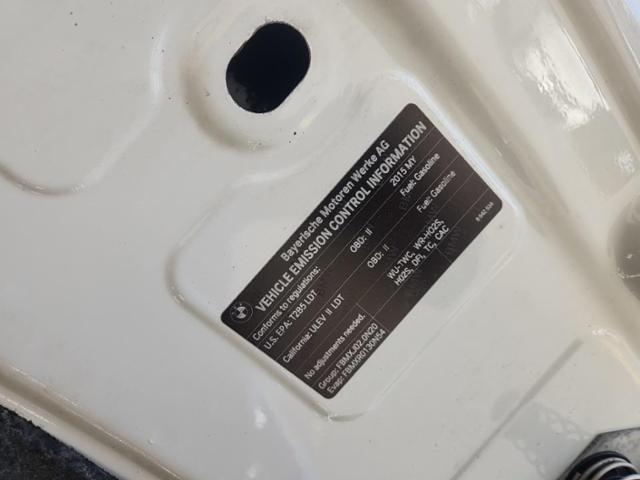 Bayerische Motoren Werke AG
VEHICLE EMISSION CONTROL INFORMATION
Conforms to regulations: 2015 MY
U.S. EPA: T2B5 LDT OBD: II Fuel: Gasoline
California: ULEV II LDT OBD: II Fuel: Gasoline
No adjustments needed. WU-TWC, WR-HO2S,
Group: FBMXJ02.0N20 HO2S, DFI, TC, CAC
Evap: FBMXR0130N54